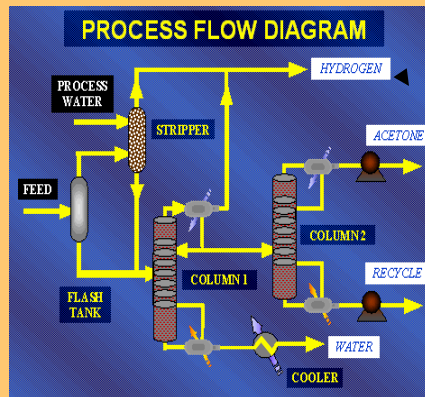 PROCESS FLOW DIAGRAM
HYDROGEN
PROCESS
WATER
STRIPPER
ACETONE
FEED
COLUMN 2
COLUMN 1
RECYCLE
FLASH
TANK
WATER
COOLER